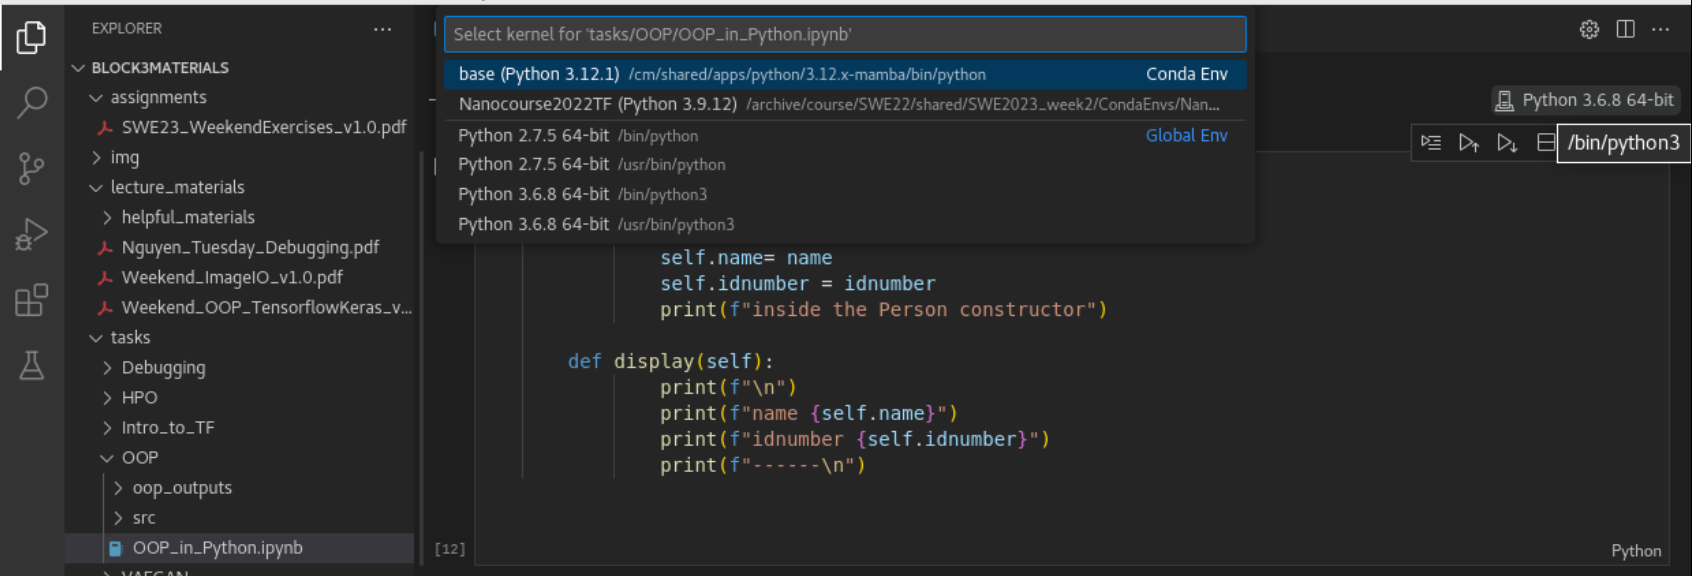 EXPLORER ...
BLOCK3MATERIALS
assignments
SWE23_WeekendExercises_v1.0.pdf
img
lecture_materials
helpful_materials
Nguyen_Tuesday_Debugging.pdf
Weekend_ImageIO_v1.0.pdf
Weekend_OOP_TensorflowKeras_v...
tasks
Debugging
HPO
Intro_to_TF
OOP
oop_outputs
src
OOP_in_Python.ipynb
VAEGAN
Select kernel for 'tasks/OOP/OOP_in_Python.ipynb'
base (Python 3.12.1) /cm/shared/apps/python/3.12.x-mamba/bin/python Conda Env
Nanocourse2022TF (Python 3.9.12) /archive/course/SWE22/shared/SWE2023_week2/CondaEnvs/Nan...
Python 2.7.5 64-bit /bin/python Global Env
Python 2.7.5 64-bit /usr/bin/python
Python 3.6.8 64-bit /bin/python3
Python 3.6.8 64-bit /usr/bin/python3
...
Python 3.6.8 64-bit
/bin/python3
self.name= name
self.idnumber = idnumber
print(f"inside the Person constructor")
def display(self):
print(f"\n")
print(f"name {self.name}")
print(f"idnumber {self.idnumber}")
print(f"------\n")
[12]
Python